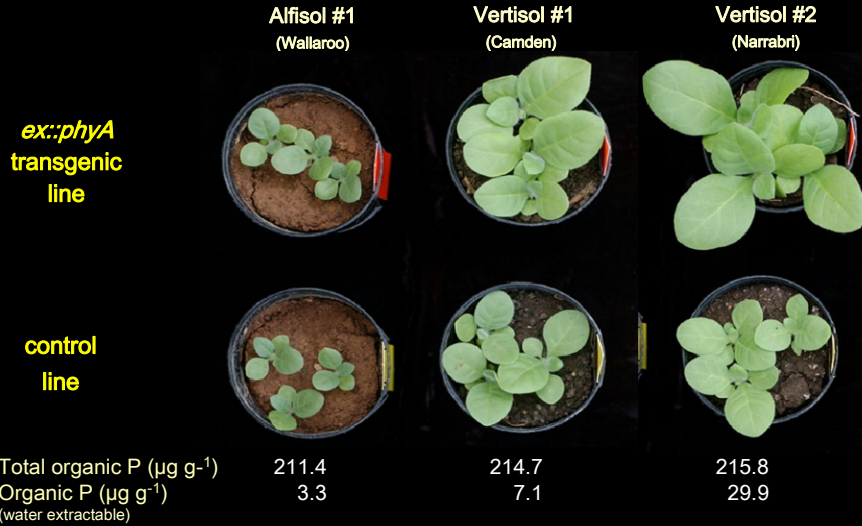 Alfisol #1 Vertisol #1 Vertisol #2
(Wallaroo) (Camden) (Narrabri)
ex::phyA
transgenic
line
control
line
Total organic P (µg g-1) 211.4 214.7 215.8
Organic P (µg g-1) 3.3 7.1 29.9
(water extractable)